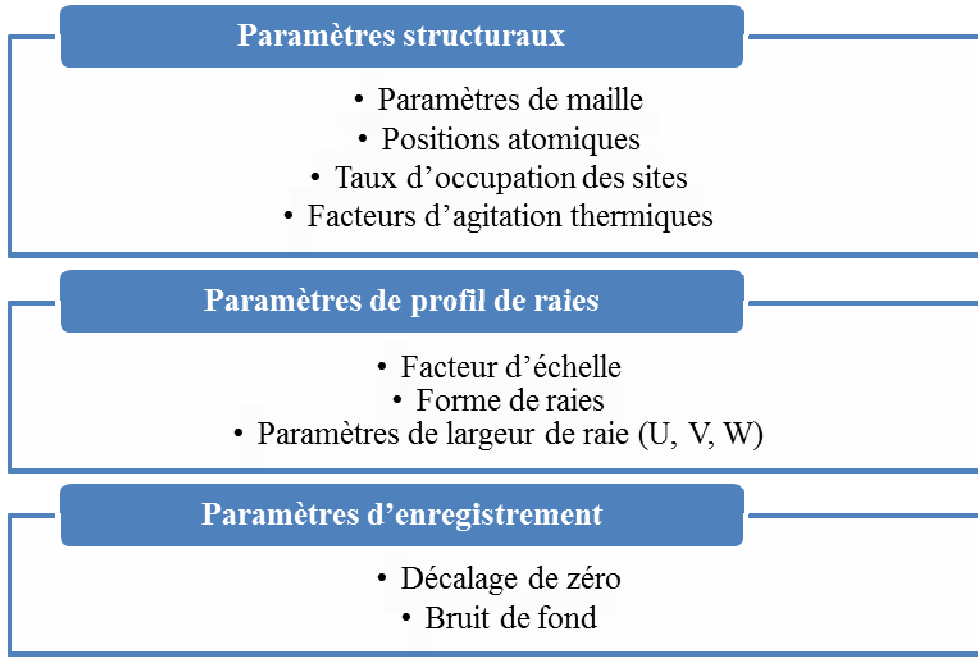 Paramètres structuraux
• Paramètres de maille
• Positions atomiques
• Taux d’occupation des sites
• Facteurs d’agitation thermiques
Paramètres de profil de raies
• Facteur d’échelle
• Forme de raies
• Paramètres de largeur de raie (U, V, W)
Paramètres d’enregistrement
• Décalage de zéro
• Bruit de fond